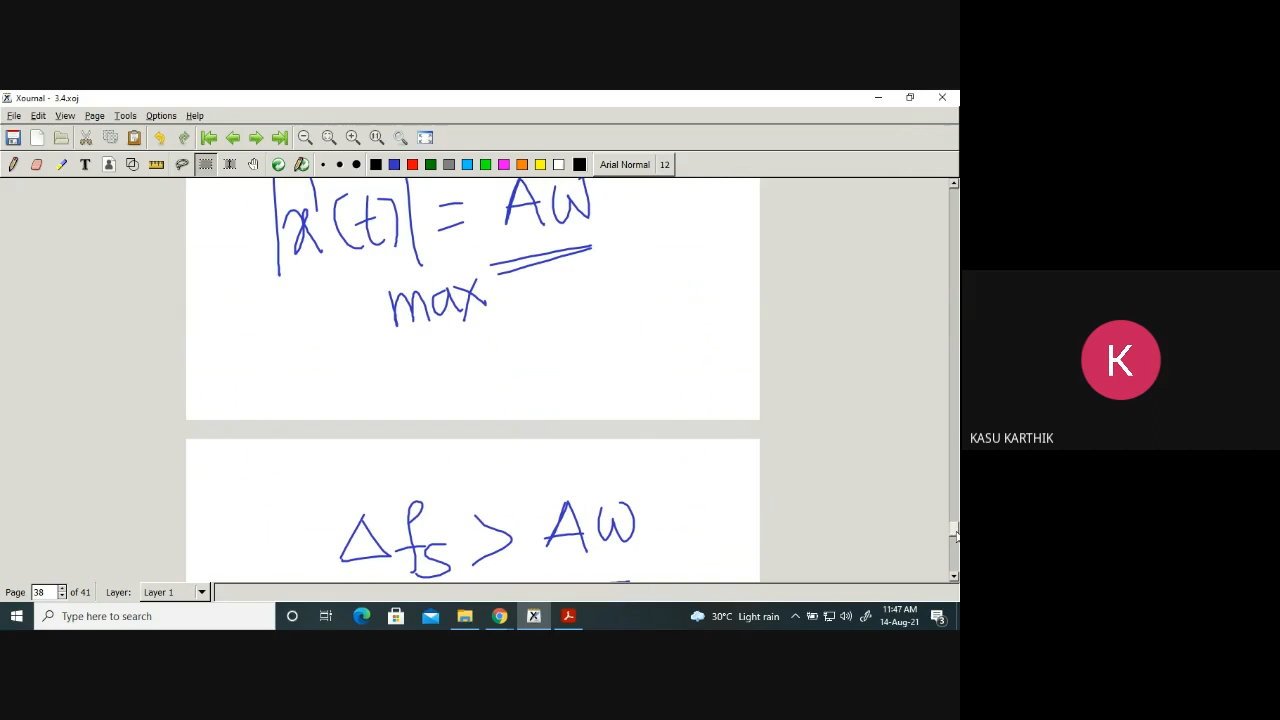 Xournal - 3.4.xoj
File Edit View Page Tools Options Help
Arial Normal 12
|x'(t)| = Aω
max
Δfs > Aω
Page 38 of 41 Layer: Layer 1
K
KASU KARTHIK
Type here to search
30°C Light rain
11:47 AM
14-Aug-21
3